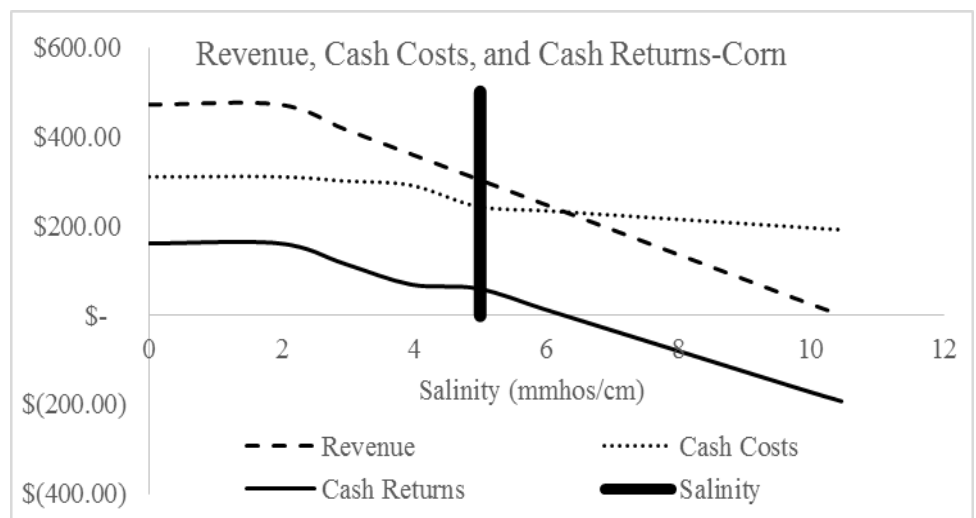 Revenue, Cash Costs, and Cash Returns-Corn
$600.00
$400.00
$200.00
$-
$(200.00)
$(400.00)
0 2 4 6 8 10 12
Salinity (mmhos/cm)
Revenue Cash Costs
Cash Returns Salinity